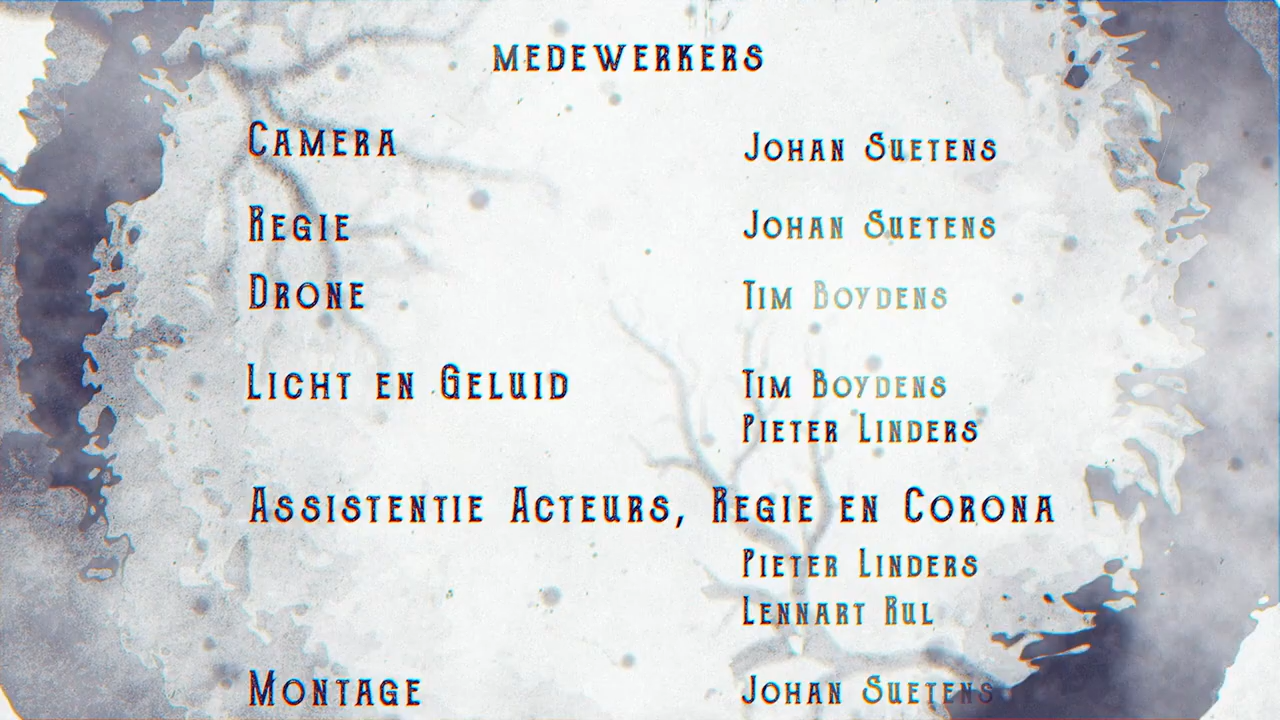 MEDEWERKERS
CAMERA JOHAN SUETENS
REGIE JOHAN SUETENS
DRONE TIM BOYDENS
LICHT EN GELUID TIM BOYDENS
PIETER LINDERS
ASSISTENTIE ACTEURS, REGIE EN CORONA
PIETER LINDERS
LENNART RUL
MONTAGE JOHAN SUETENS